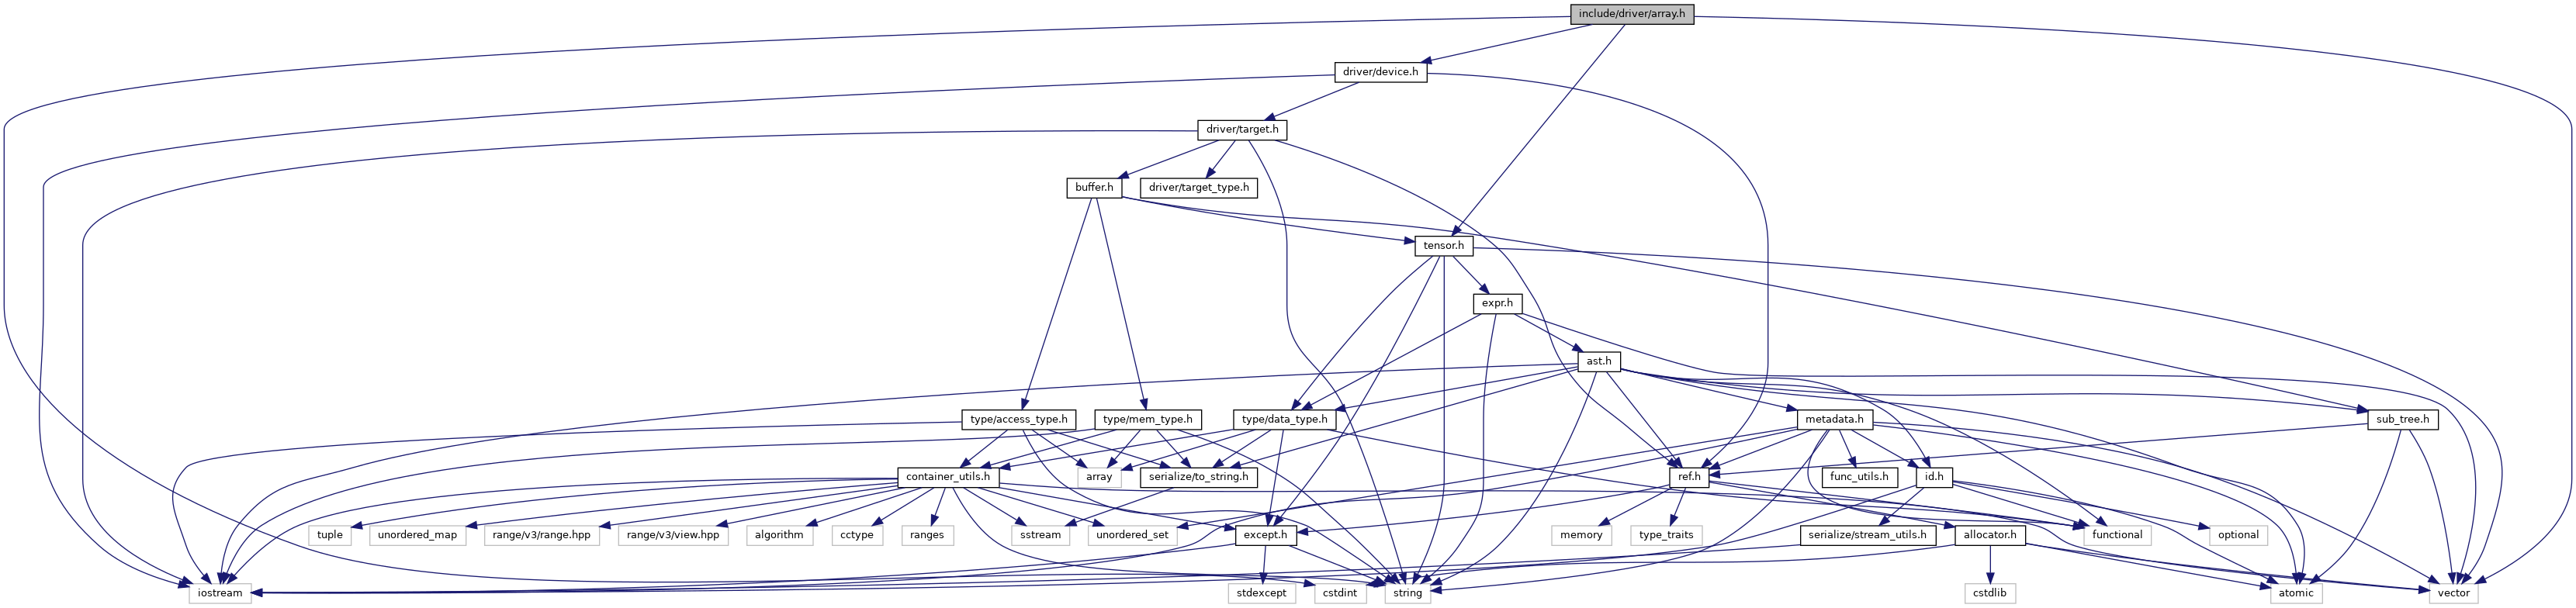 include/driver/array.h
driver/device.h
driver/target.h
buffer.h
driver/target_type.h
tensor.h
expr.h
ast.h
type/access_type.h
type/mem_type.h
type/data_type.h
metadata.h
sub_tree.h
container_utils.h
array
serialize/to_string.h
ref.h
func_utils.h
id.h
tuple
unordered_map
range/v3/range.hpp
range/v3/view.hpp
algorithm
cctype
ranges
sstream
unordered_set
except.h
memory
type_traits
serialize/stream_utils.h
allocator.h
functional
optional
iostream
stdexcept
cstdint
string
cstdlib
atomic
vector